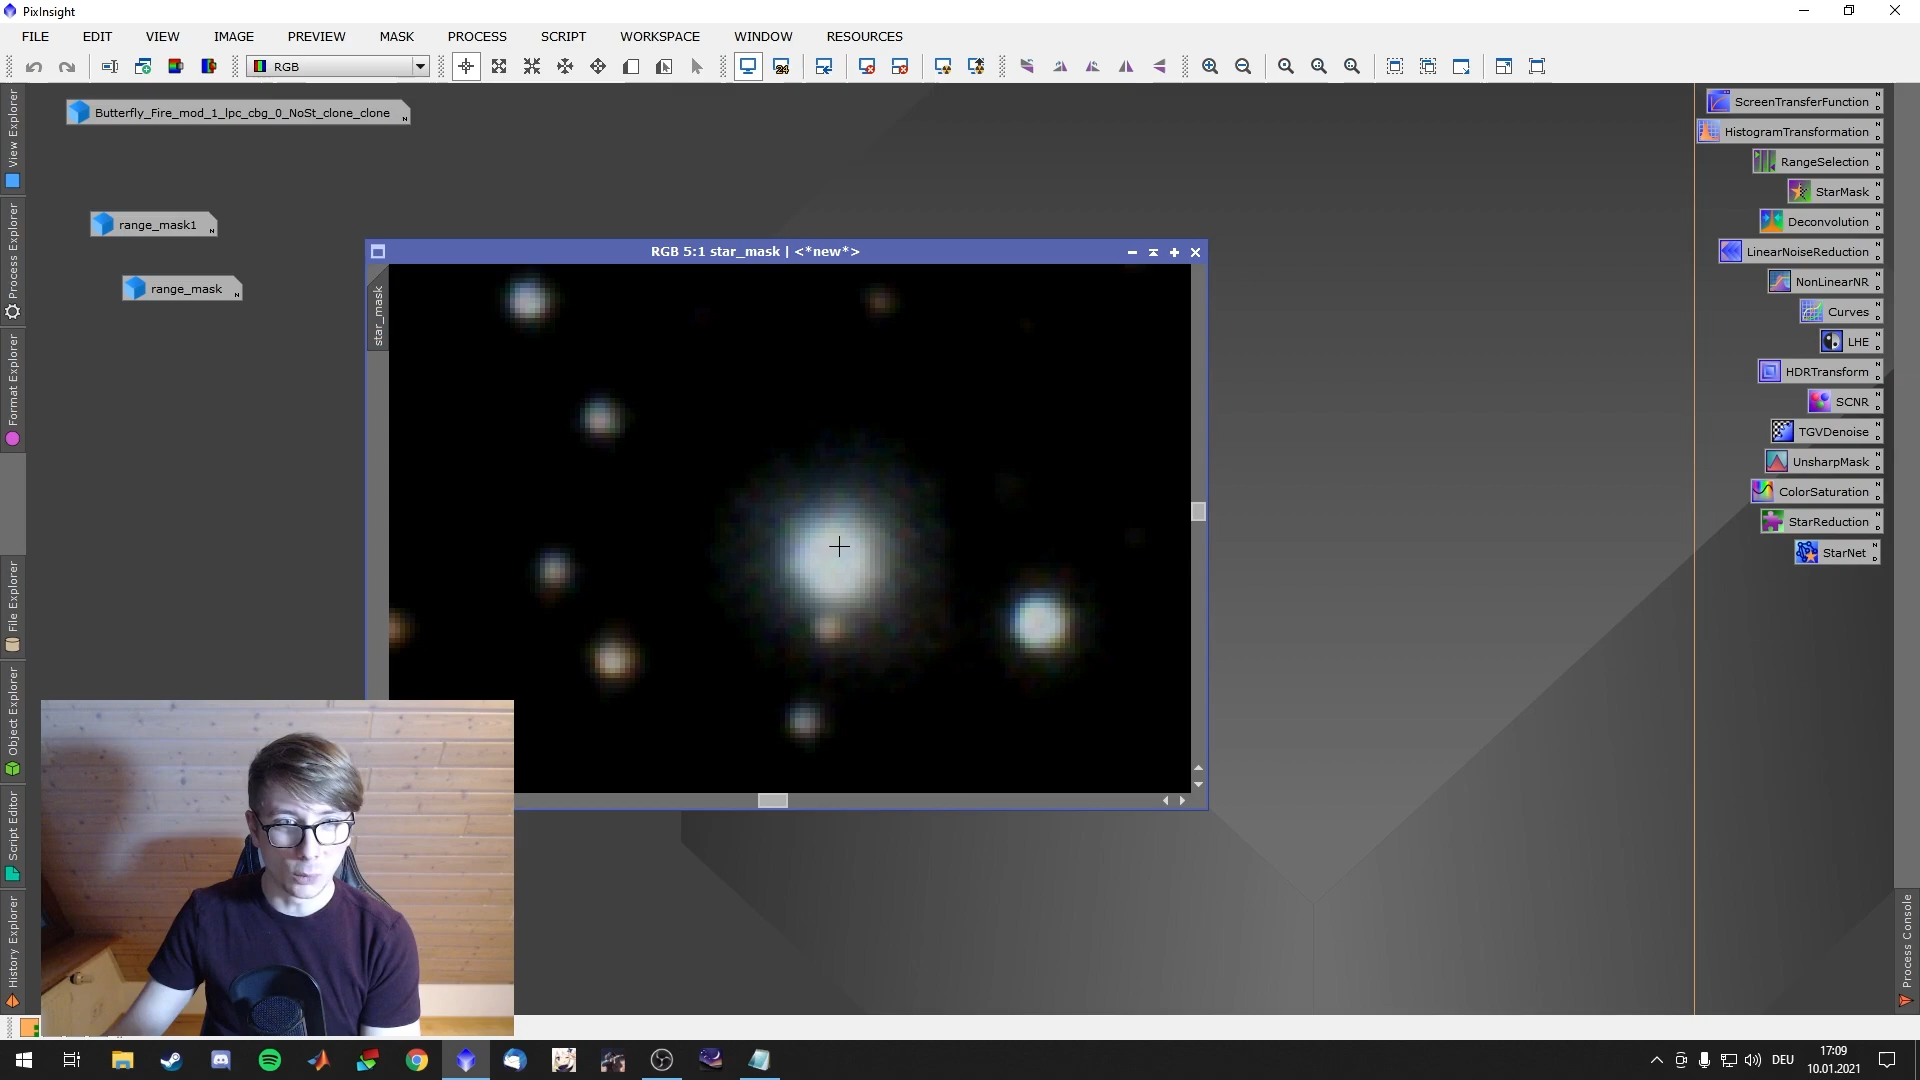 PixInsight
FILE EDIT VIEW IMAGE PREVIEW MASK PROCESS SCRIPT WORKSPACE WINDOW RESOURCES
RGB
24
View Explorer
Process Explorer
Format Explorer
File Explorer
Object Explorer
Script Editor
History Explorer
Butterfly_Fire_mod_1_lpc_cbg_0_NoSt_clone_clone
N
range_mask1
N
range_mask
N
RGB 5:1 star_mask | <*new*>
star_mask
ScreenTransferFunction
N
D
HistogramTransformation
N
D
RangeSelection
N
D
StarMask
N
D
Deconvolution
N
D
LinearNoiseReduction
N
D
NonLinearNR
N
D
Curves
N
D
LHE
N
D
HDRTransform
N
D
SCNR
N
D
TGVDenoise
N
D
UnsharpMask
N
D
ColorSaturation
N
D
StarReduction
N
D
StarNet
N
D
Process Console
DEU
17:09
10.01.2021